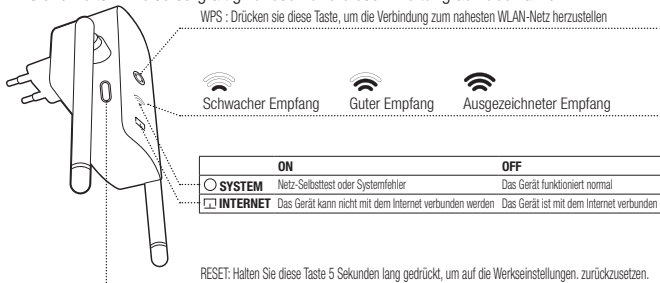 WPS : Drücken sie diese Taste, um die Verbindung zum nahesten WLAN-Netz herzustellen
Schwacher Empfang Guter Empfang Ausgezeichneter Empfang
ON OFF
SYSTEM Netz-Selbsttest oder Systemfehler Das Gerät funktioniert normal
INTERNET Das Gerät kann nicht mit dem Internet verbunden werden Das Gerät ist mit dem Internet verbunden
RESET: Halten Sie diese Taste 5 Sekunden lang gedrückt, um auf die Werkseinstellungen. zurückzusetzen.